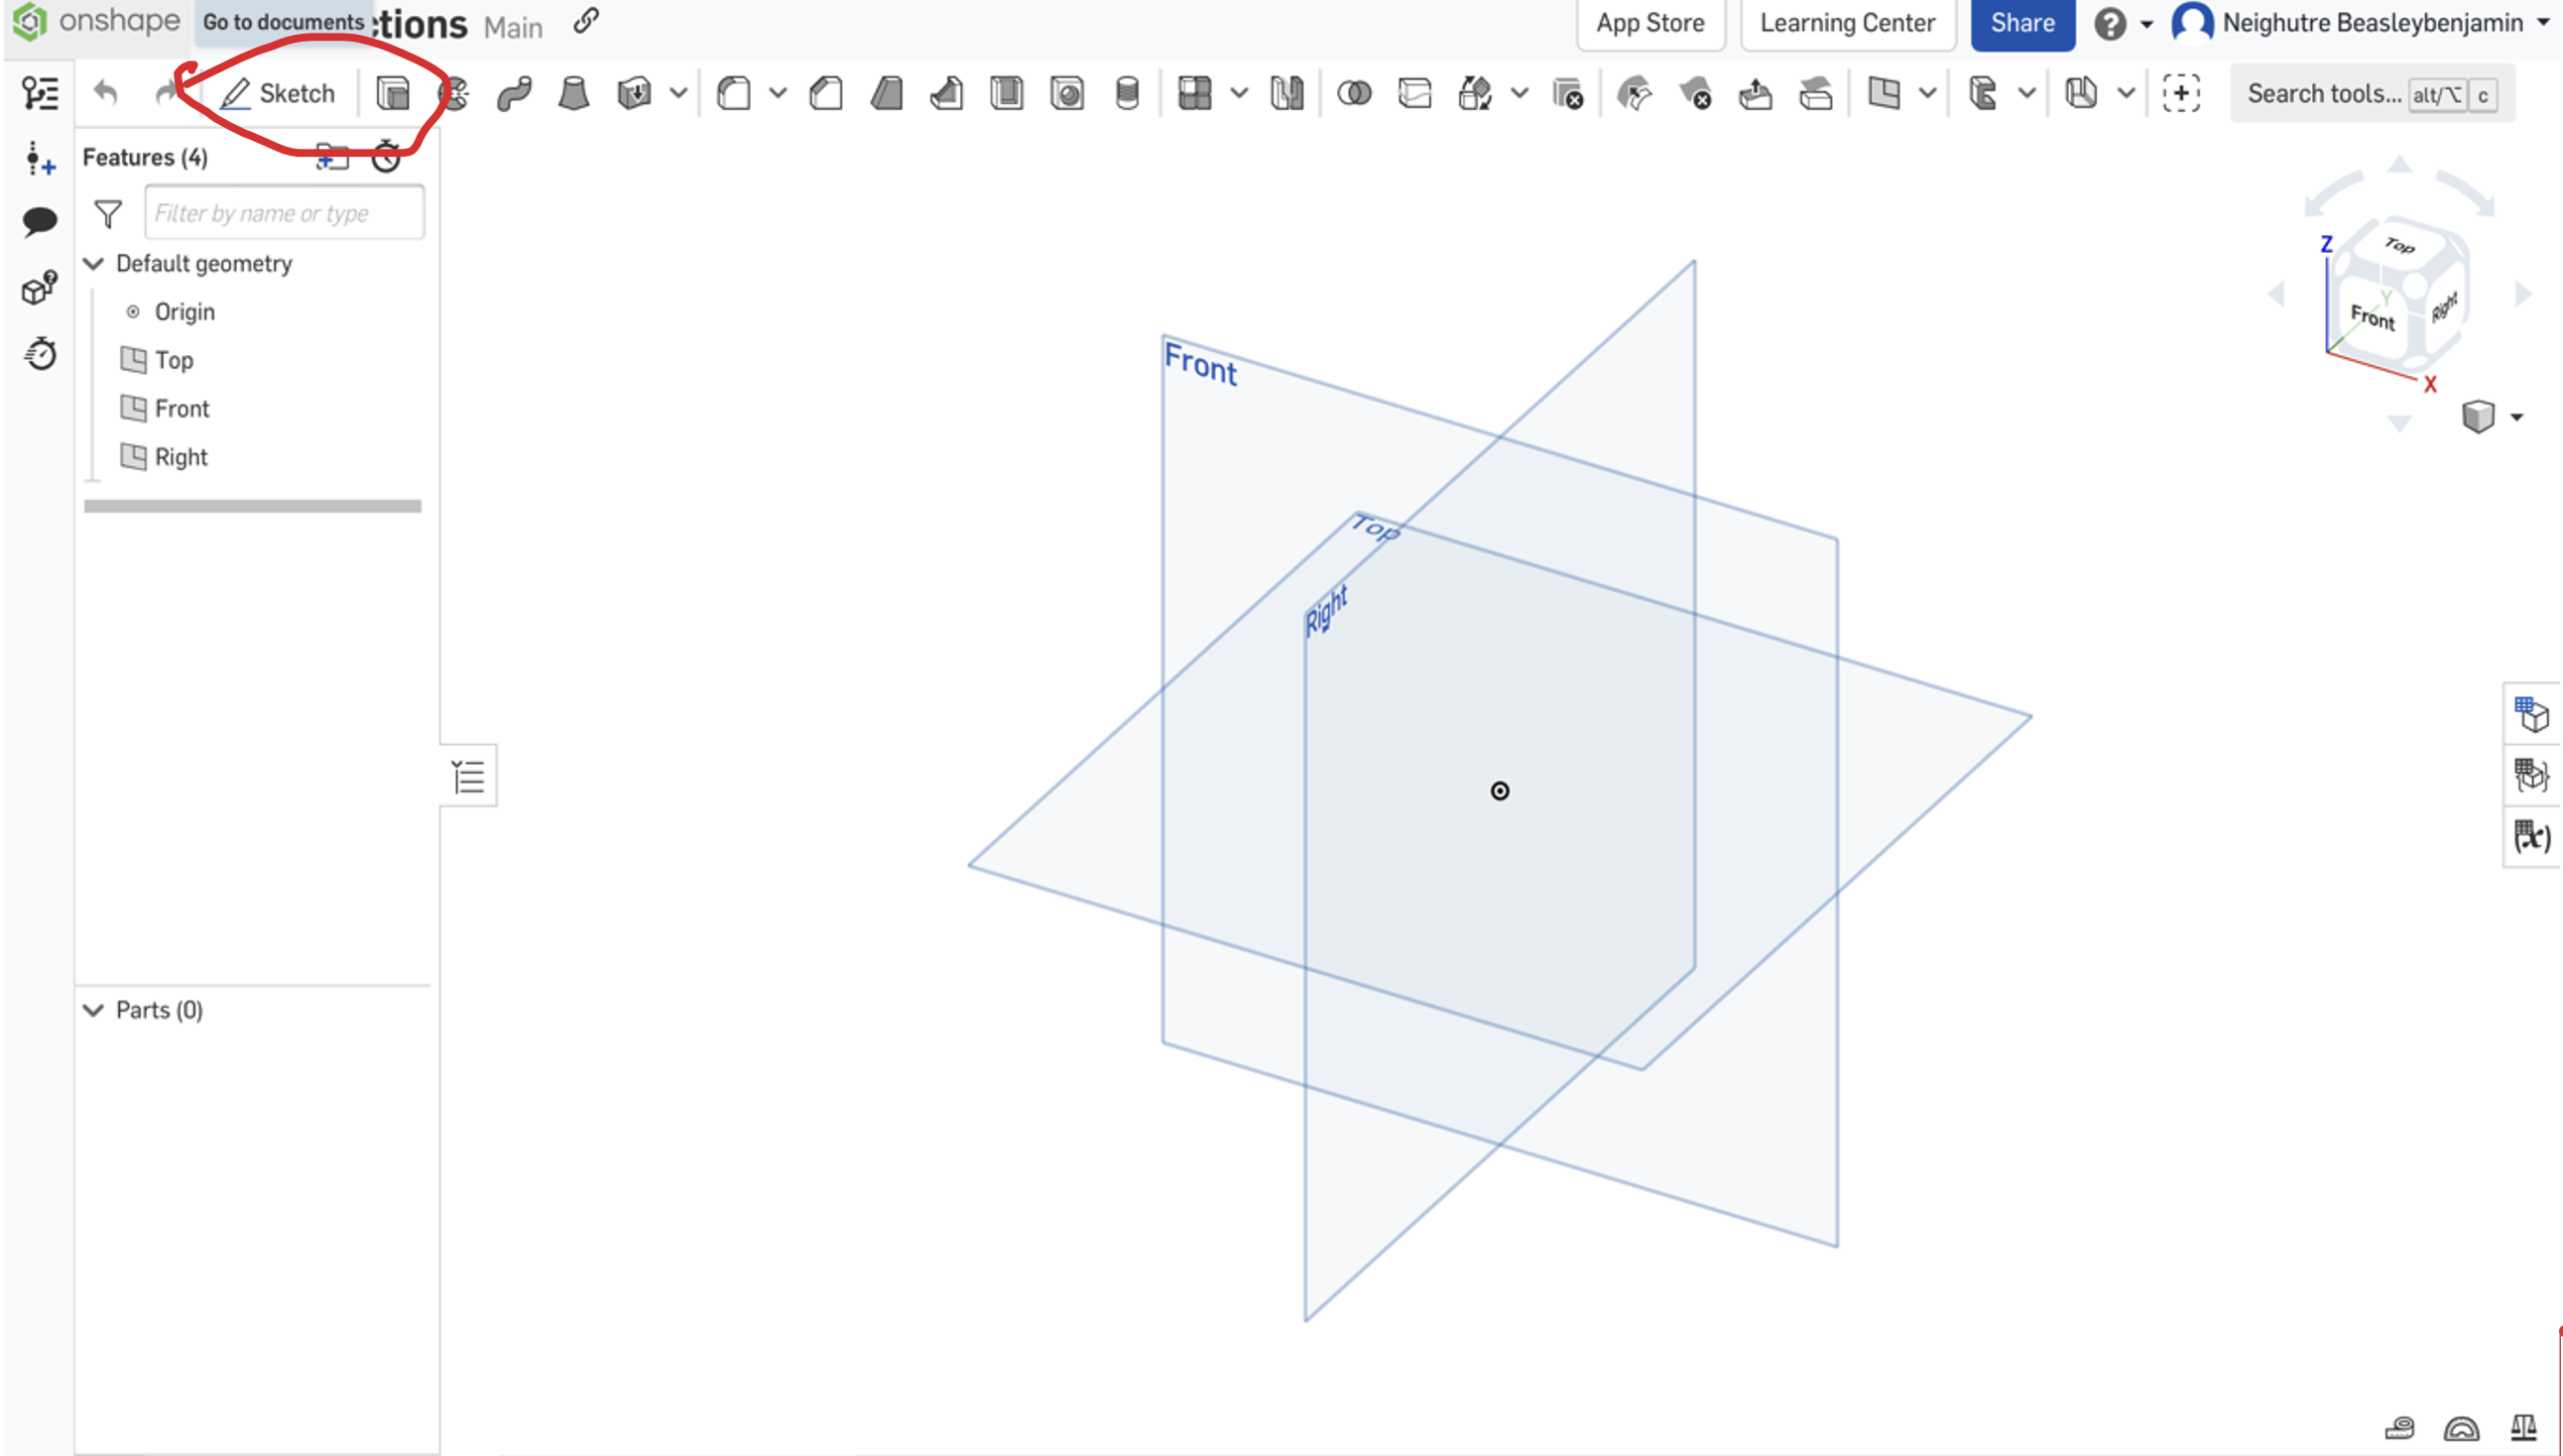 onshape Go to documents ctions Main App Store Learning Center Share Neighutre Beasleybenjamin
Sketch Search tools... alt/⌥ c
Features (4)
Filter by name or type
Default geometry
Origin
Top
Front
Right
Parts (0)
Front
Top
Right
Z
Top
Y
Front
Right
X
(x)